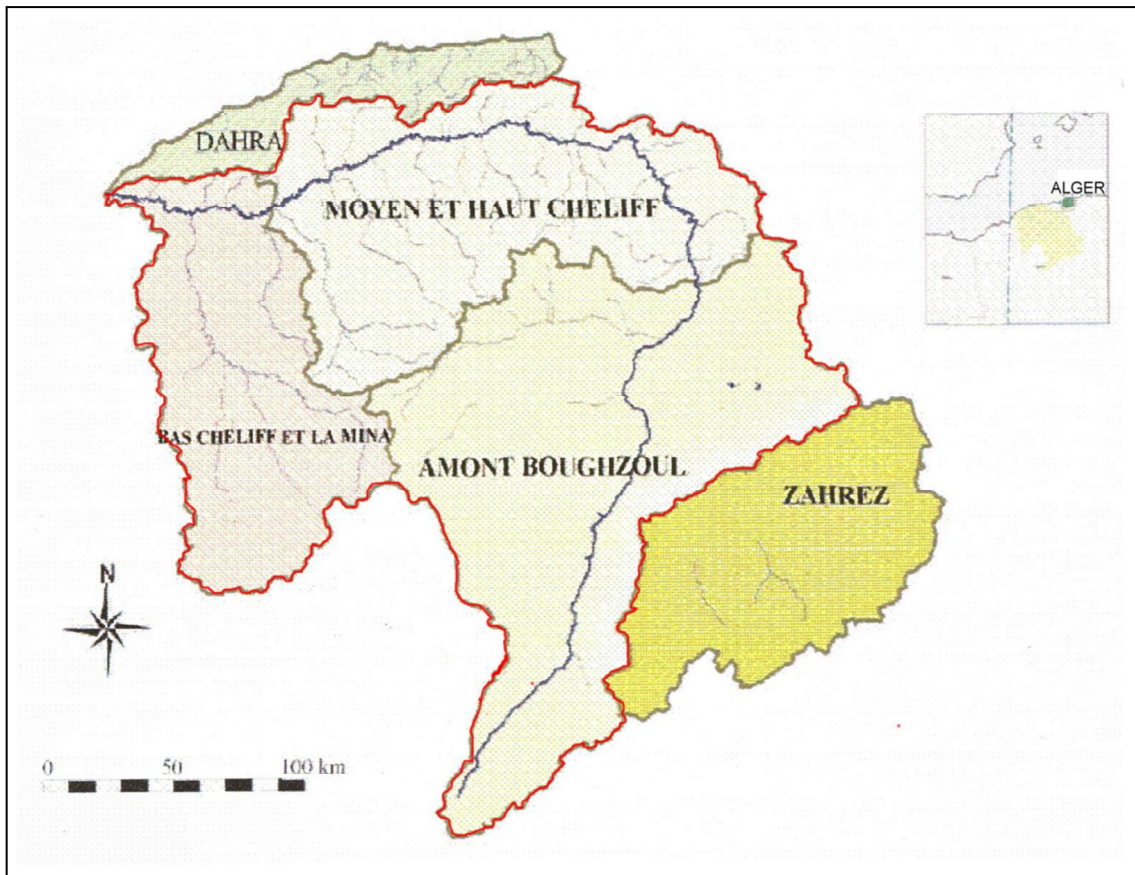 DAHRA
ALGER
MOYEN ET HAUT CHELIFF
BAS CHELIFF ET LA MINA
AMONT BOUGHZOUL
ZAHREZ
N
0 50 100 km